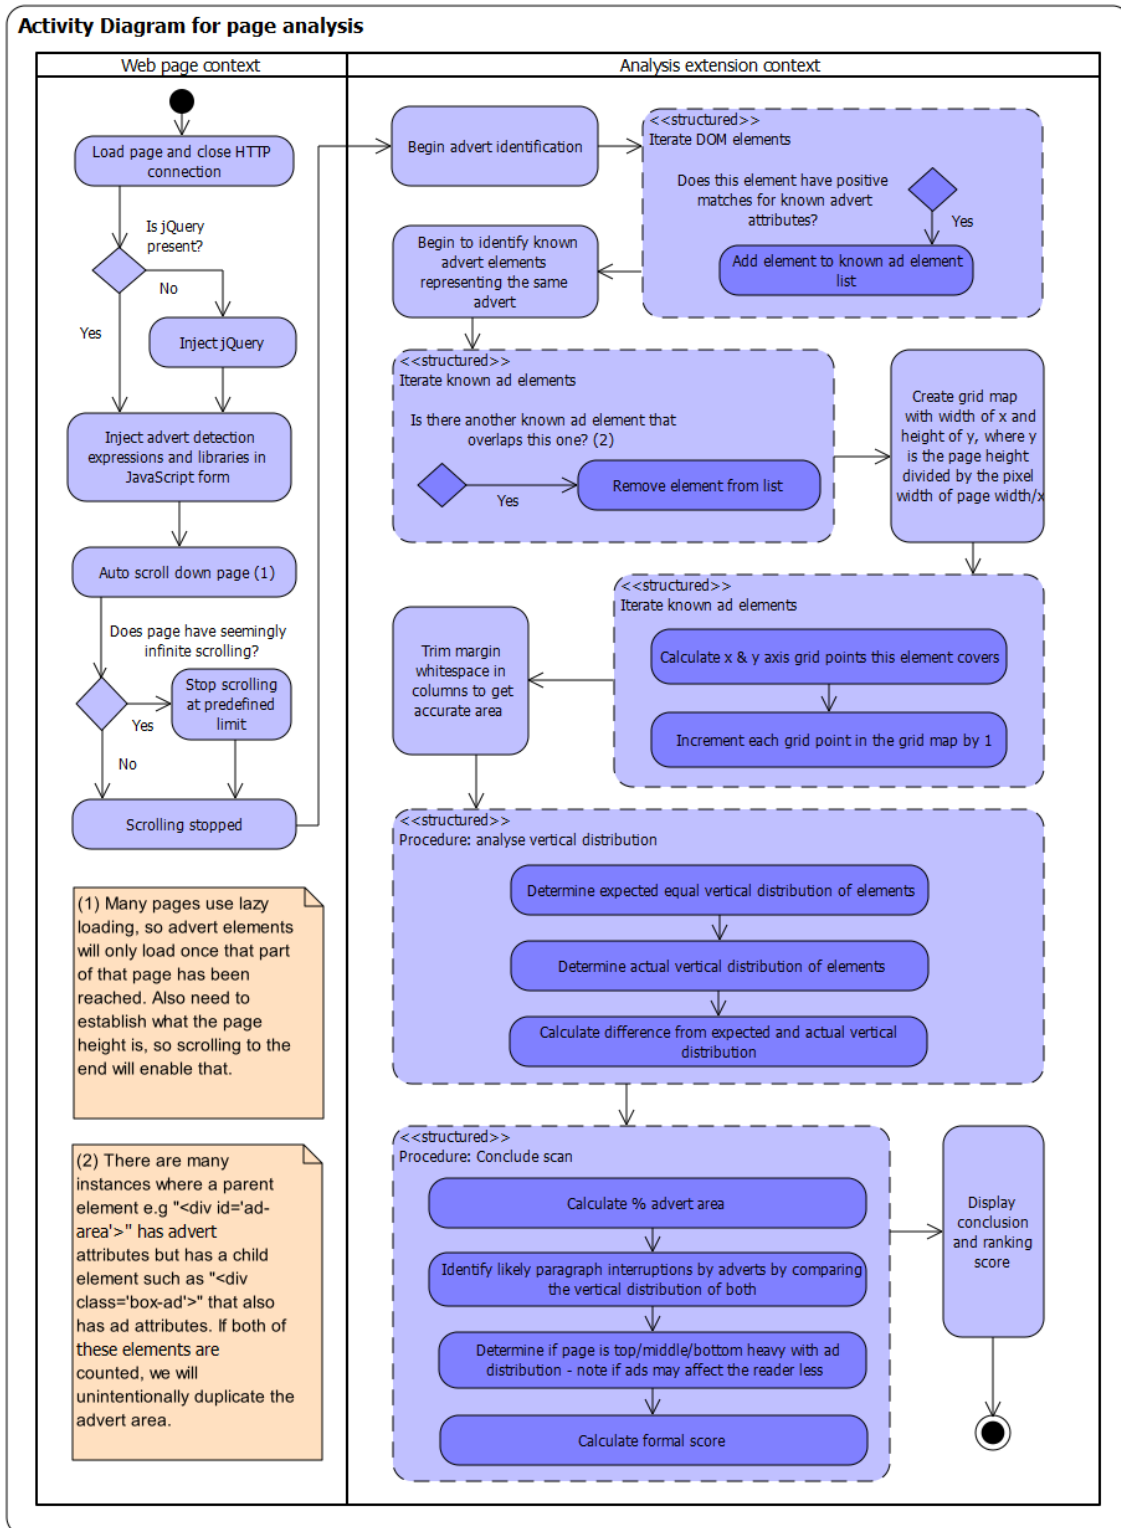 Activity Diagram for page analysis
Web page context
Analysis extension context
Load page and close HTTP
connection
Is jQuery
present?
No
Yes
Inject jQuery
Inject advert detection
expressions and libraries in
JavaScript form
Auto scroll down page (1)
Does page have seemingly
infinite scrolling?
Stop scrolling
at predefined
limit
Yes
No
Scrolling stopped
(1) Many pages use lazy
loading, so advert elements
will only load once that part
of that page has been
reached. Also need to
establish what the page
height is, so scrolling to the
end will enable that.
(2) There are many
instances where a parent
element e.g "<div id='ad-
area'>" has advert
attributes but has a child
element such as "<div
class='box-ad'>" that also
has ad attributes. If both of
these elements are
counted, we will
unintentionally duplicate the
advert area.
Begin advert identification
<<structured>>
Iterate DOM elements
Does this element have positive
matches for known advert
attributes?
Yes
Add element to known ad element
list
Begin to identify known
advert elements
representing the same
advert
<<structured>>
Iterate known ad elements
Is there another known ad element that
overlaps this one? (2)
Yes
Remove element from list
Create grid map
with width of x and
height of y, where y
is the page height
divided by the pixel
width of page width/x
<<structured>>
Iterate known ad elements
Calculate x & y axis grid points this element covers
Increment each grid point in the grid map by 1
Trim margin
whitespace in
columns to get
accurate area
<<structured>>
Procedure: analyse vertical distribution
Determine expected equal vertical distribution of elements
Determine actual vertical distribution of elements
Calculate difference from expected and actual vertical
distribution
<<structured>>
Procedure: Conclude scan
Calculate % advert area
Identify likely paragraph interruptions by adverts by comparing
the vertical distribution of both
Determine if page is top/middle/bottom heavy with ad
distribution - note if ads may affect the reader less
Calculate formal score
Display
conclusion
and ranking
score